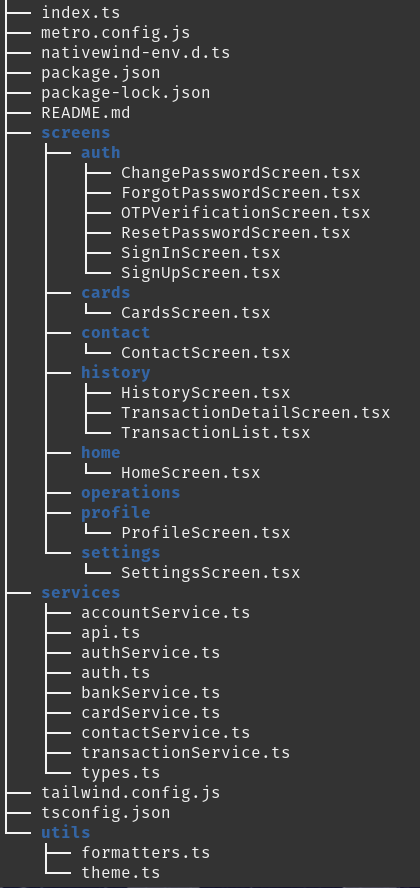 index.ts
metro.config.js
nativewind-env.d.ts
package.json
package-lock.json
README.md
screens
auth
ChangePasswordScreen.tsx
ForgotPasswordScreen.tsx
OTPVerificationScreen.tsx
ResetPasswordScreen.tsx
SignInScreen.tsx
SignUpScreen.tsx
cards
CardsScreen.tsx
contact
ContactScreen.tsx
history
HistoryScreen.tsx
TransactionDetailScreen.tsx
TransactionList.tsx
home
HomeScreen.tsx
operations
profile
ProfileScreen.tsx
settings
SettingsScreen.tsx
services
accountService.ts
api.ts
authService.ts
auth.ts
bankService.ts
cardService.ts
contactService.ts
transactionService.ts
types.ts
tailwind.config.js
tsconfig.json
utils
formatters.ts
theme.ts